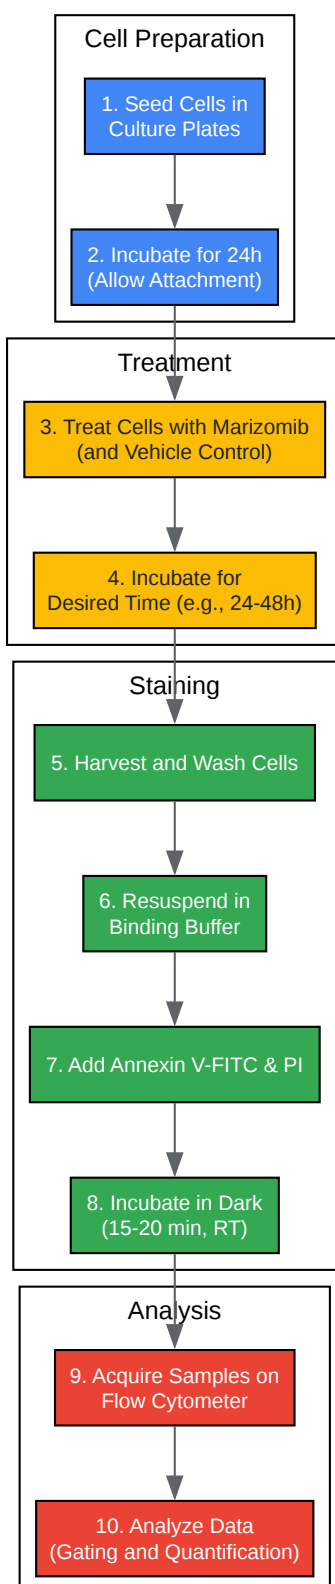 Cell Preparation
1. Seed Cells in
Culture Plates
2. Incubate for 24h
(Allow Attachment)
Treatment
3. Treat Cells with Marizomib
(and Vehicle Control)
4. Incubate for
Desired Time (e.g., 24-48h)
Staining
5. Harvest and Wash Cells
6. Resuspend in
Binding Buffer
7. Add Annexin V-FITC & PI
8. Incubate in Dark
(15-20 min, RT)
Analysis
9. Acquire Samples on
Flow Cytometer
10. Analyze Data
(Gating and Quantification)